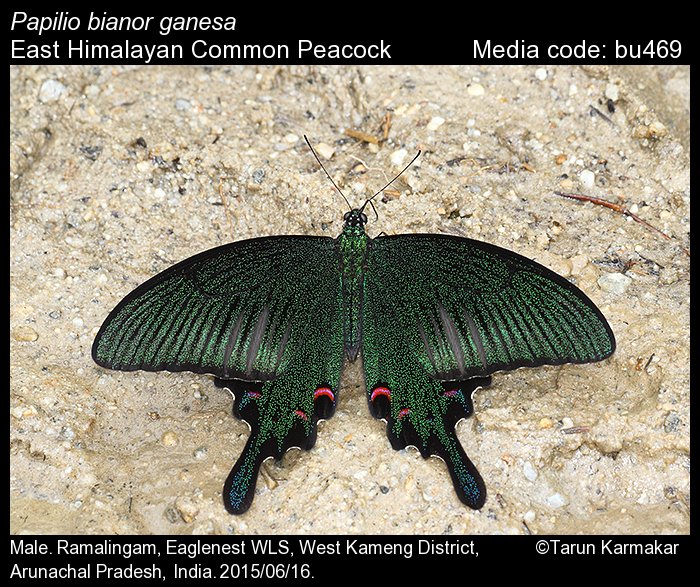 Papilio bianor ganesa
East Himalayan Common Peacock Media code: bu469
Male. Ramalingam, Eaglenest WLS, West Kameng District, ©Tarun Karmakar
Arunachal Pradesh, India. 2015/06/16.